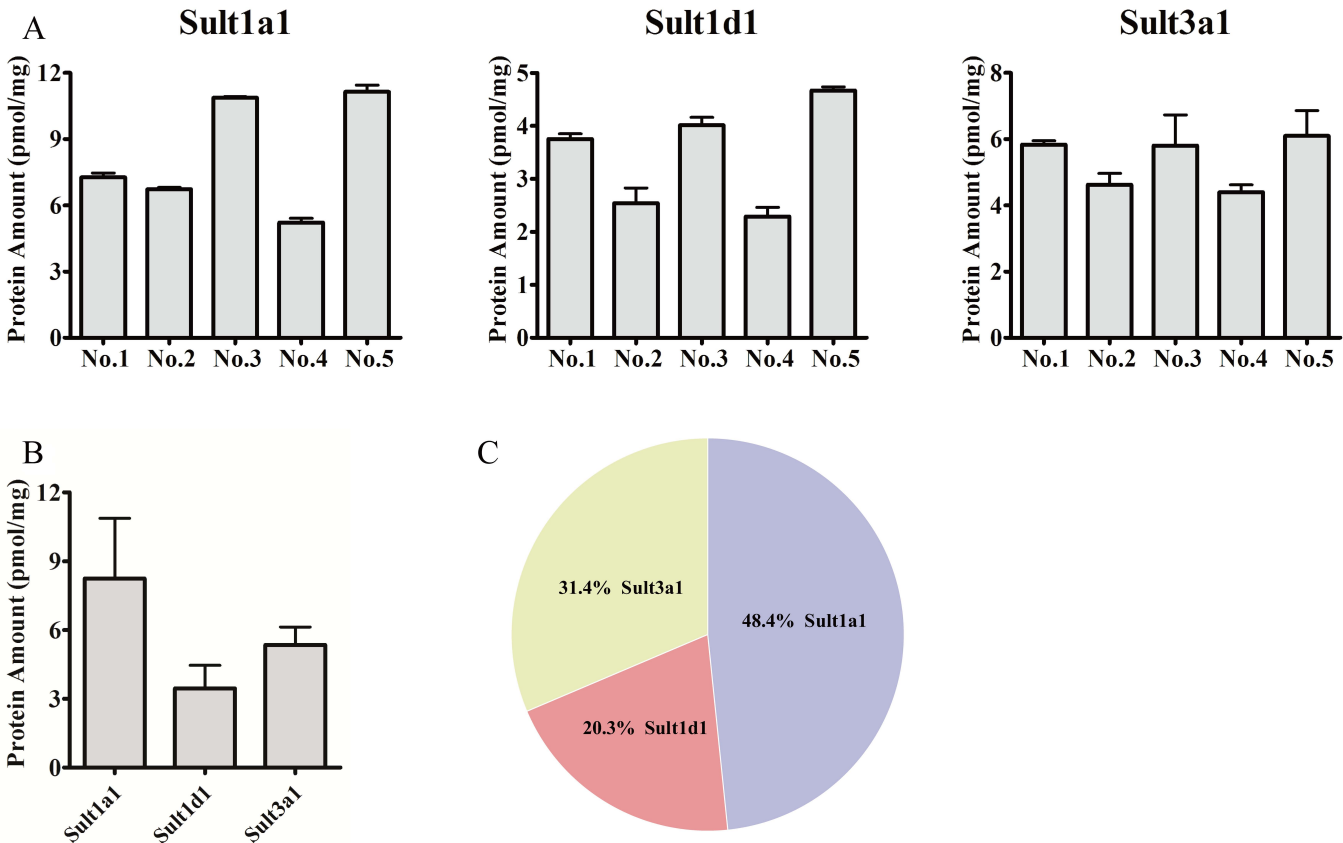 A
Sult1a1
Protein Amount (pmol/mg)
12
9
6
3
0
No.1 No.2 No.3 No.4 No.5
Sult1d1
Protein Amount (pmol/mg)
5
4
3
2
1
0
No.1 No.2 No.3 No.4 No.5
Sult3a1
Protein Amount (pmol/mg)
8
6
4
2
0
No.1 No.2 No.3 No.4 No.5
B
Protein Amount (pmol/mg)
12
9
6
3
0
Sult1a1
Sult1d1
Sult3a1
C
31.4% Sult3a1
48.4% Sult1a1
20.3% Sult1d1